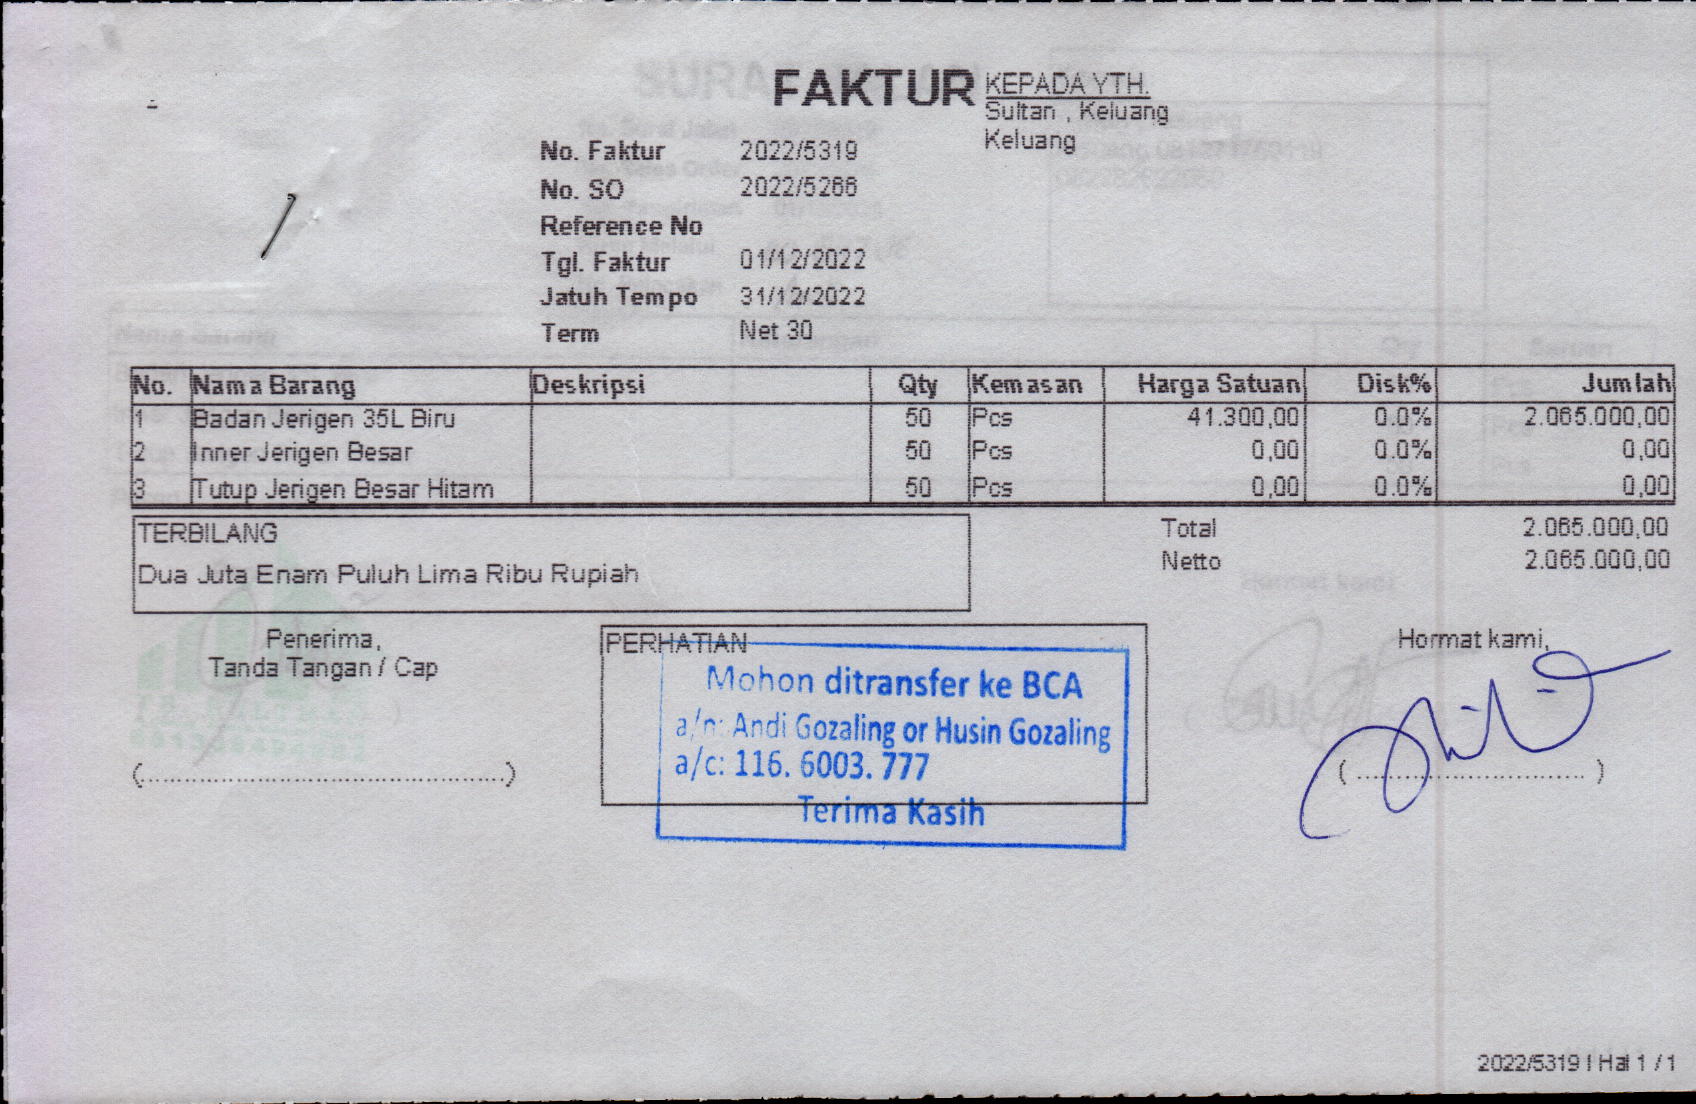 FAKTUR
KEPADA YTH.
Sultan , Keluang
Keluang
No. Faktur 2022/5319
No. SO 2022/5266
Reference No
Tgl. Faktur 01/12/2022
Jatuh Tempo 31/12/2022
Term Net 30
No. Nama Barang Deskripsi Qty Kemasan Harga Satuan Disk% Jumlah
1 Badan Jerigen 35L Biru 50 Pcs 41.300,00 0.0% 2.065.000,00
2 Inner Jerigen Besar 50 Pcs 0,00 0.0% 0,00
3 Tutup Jerigen Besar Hitam 50 Pcs 0,00 0.0% 0,00
TERBILANG
Dua Juta Enam Puluh Lima Ribu Rupiah
Total 2.065.000,00
Netto 2.065.000,00
Penerima,
Tanda Tangan / Cap
(....................................................)
PERHATIAN
Mohon ditransfer ke BCA
a/n: Andi Gozaling or Husin Gozaling
a/c: 116. 6003. 777
Terima Kasih
Hormat kami,
( ................................ )
2022/5319 | Hal 1 / 1